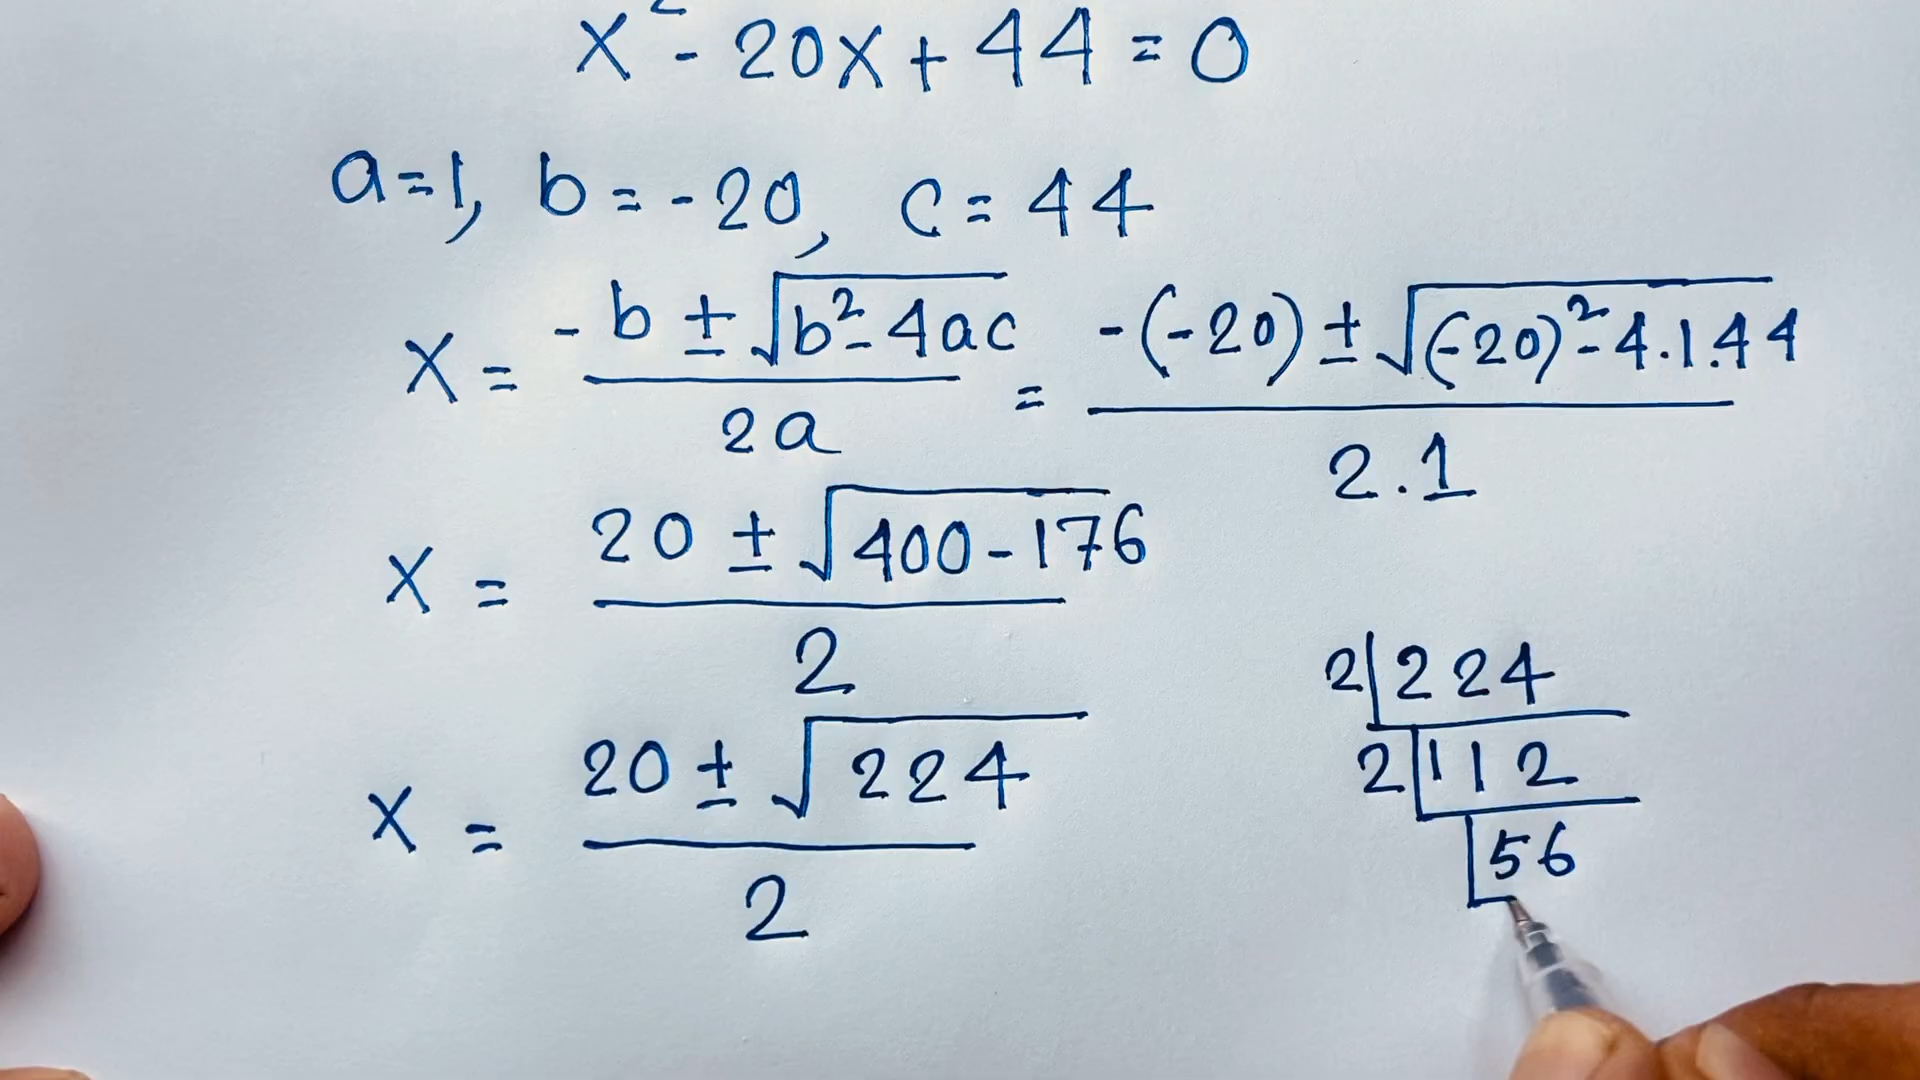 x² - 20x + 44 = 0
a = 1, b = -20, c = 44
x = (-b ± √(b² - 4ac)) / 2a = (-(-20) ± √((-20)² - 4.1.44)) / 2.1
x = (20 ± √(400 - 176)) / 2
x = (20 ± √224) / 2
2 | 224
2 | 112
| 56